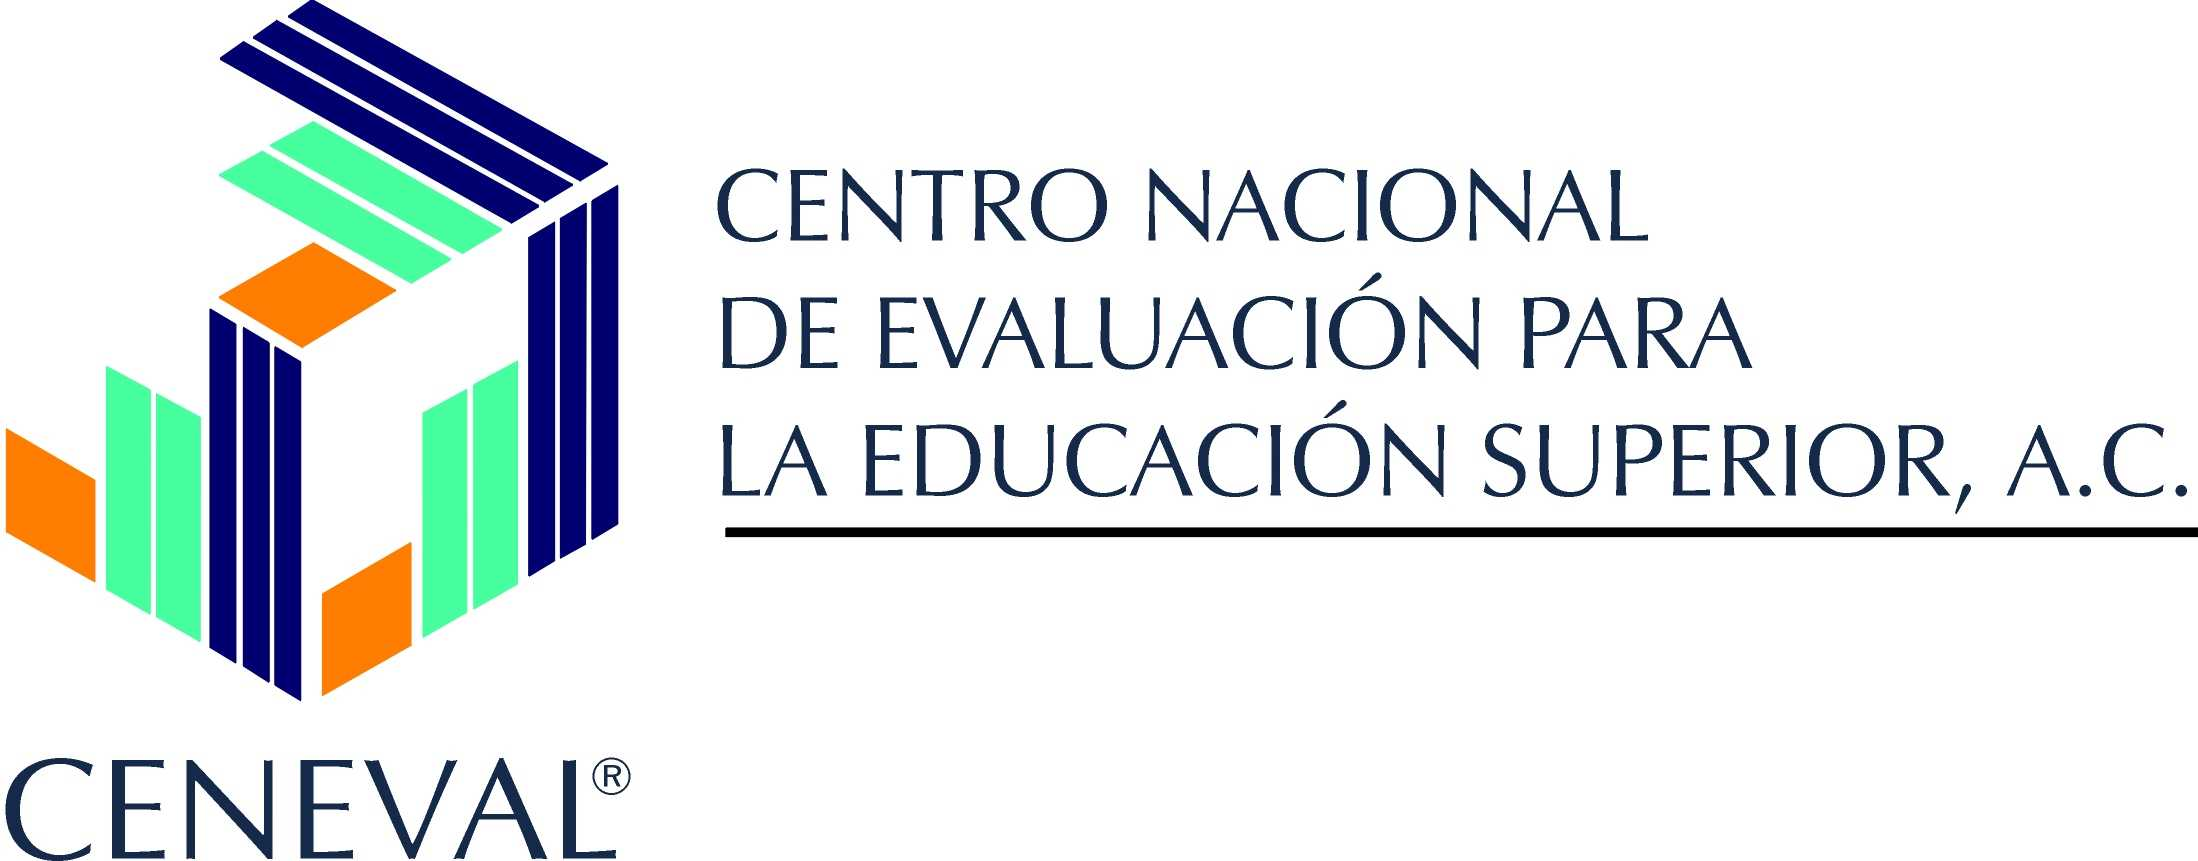 CENTRO NACIONAL
DE EVALUACIÓN PARA
LA EDUCACIÓN SUPERIOR, A.C.
CENEVAL®